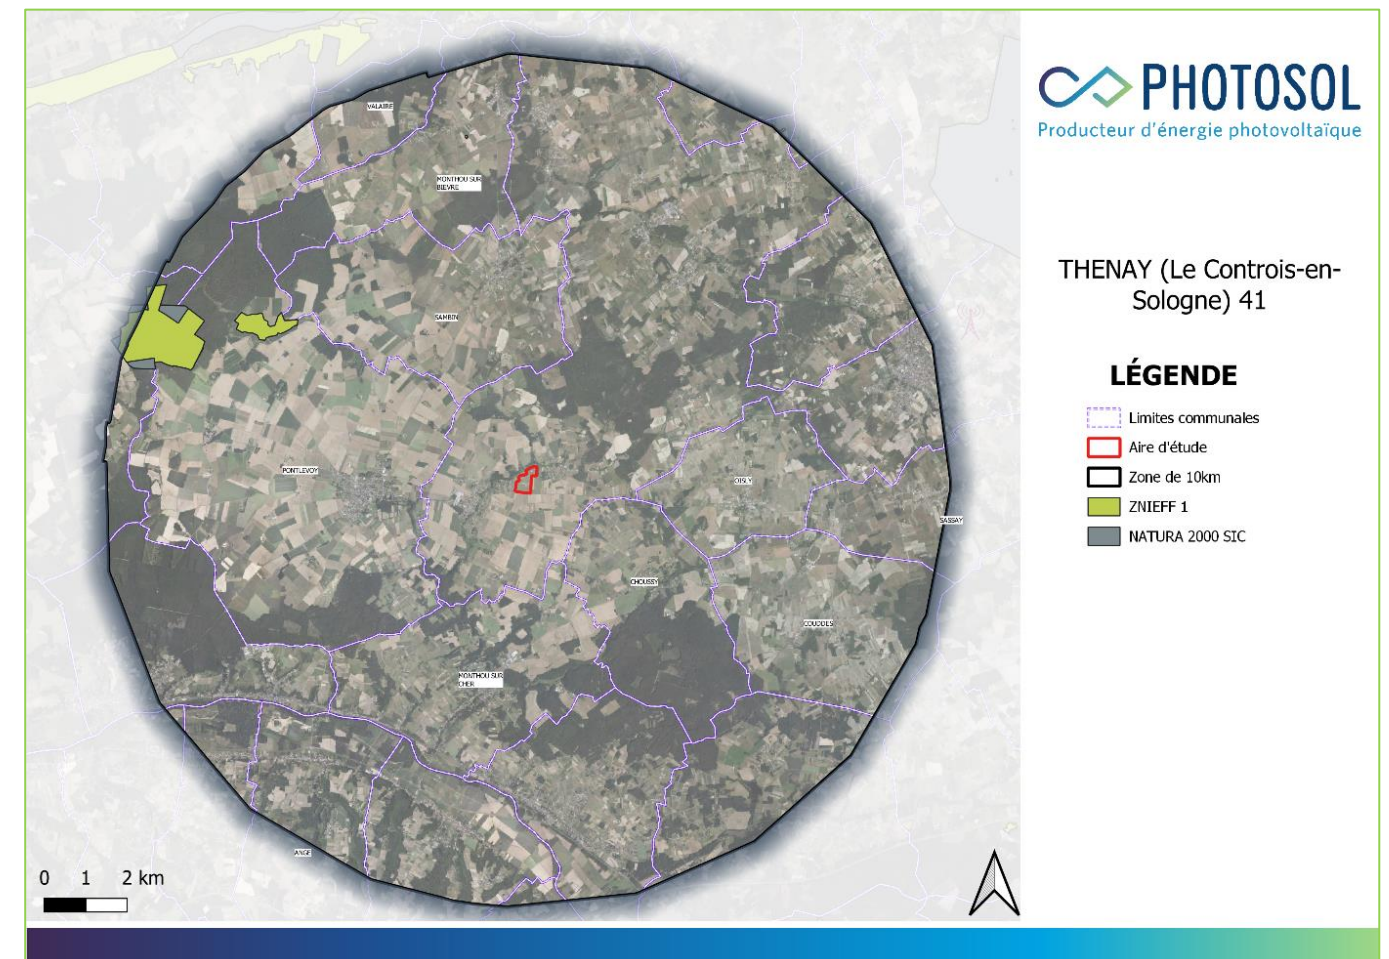 PHOTOSOL
Producteur d'énergie photovoltaïque
THENAY (Le Controis-en-
Sologne) 41
LÉGENDE
Limites communales
Aire d'étude
Zone de 10km
ZNIEFF 1
NATURA 2000 SIC
VALAIRE
MONTHOU SUR
BIEVRE
SAMBIN
PONTLEVOY
OISLY
SASSAY
CHOUSSY
COUDDES
MONTHOU SUR
CHER
ANGE
0 1 2 km